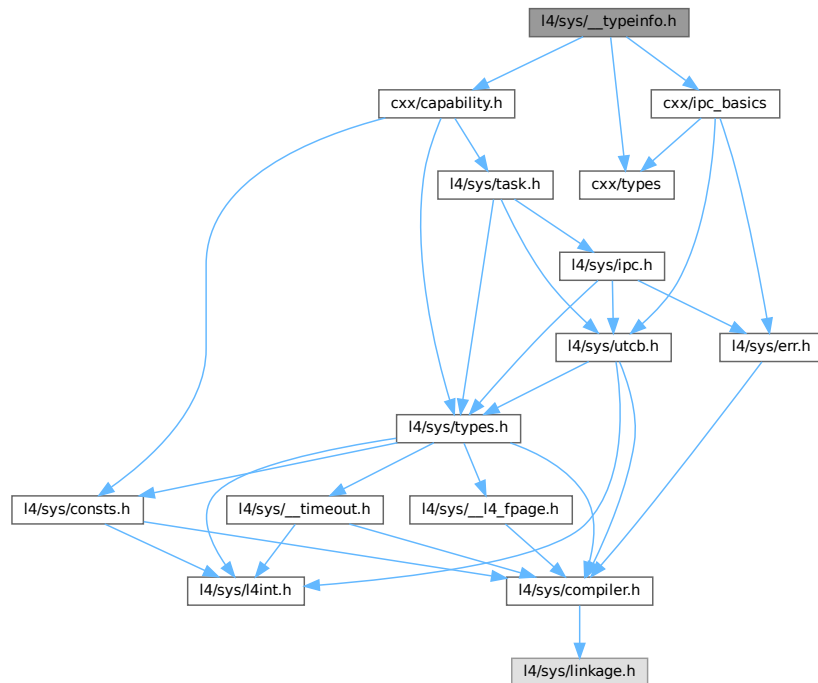 l4/sys/__typeinfo.h
cxx/capability.h
cxx/ipc_basics
l4/sys/task.h
cxx/types
l4/sys/ipc.h
l4/sys/utcb.h
l4/sys/err.h
l4/sys/types.h
l4/sys/consts.h
l4/sys/__timeout.h
l4/sys/__l4_fpage.h
l4/sys/l4int.h
l4/sys/compiler.h
l4/sys/linkage.h